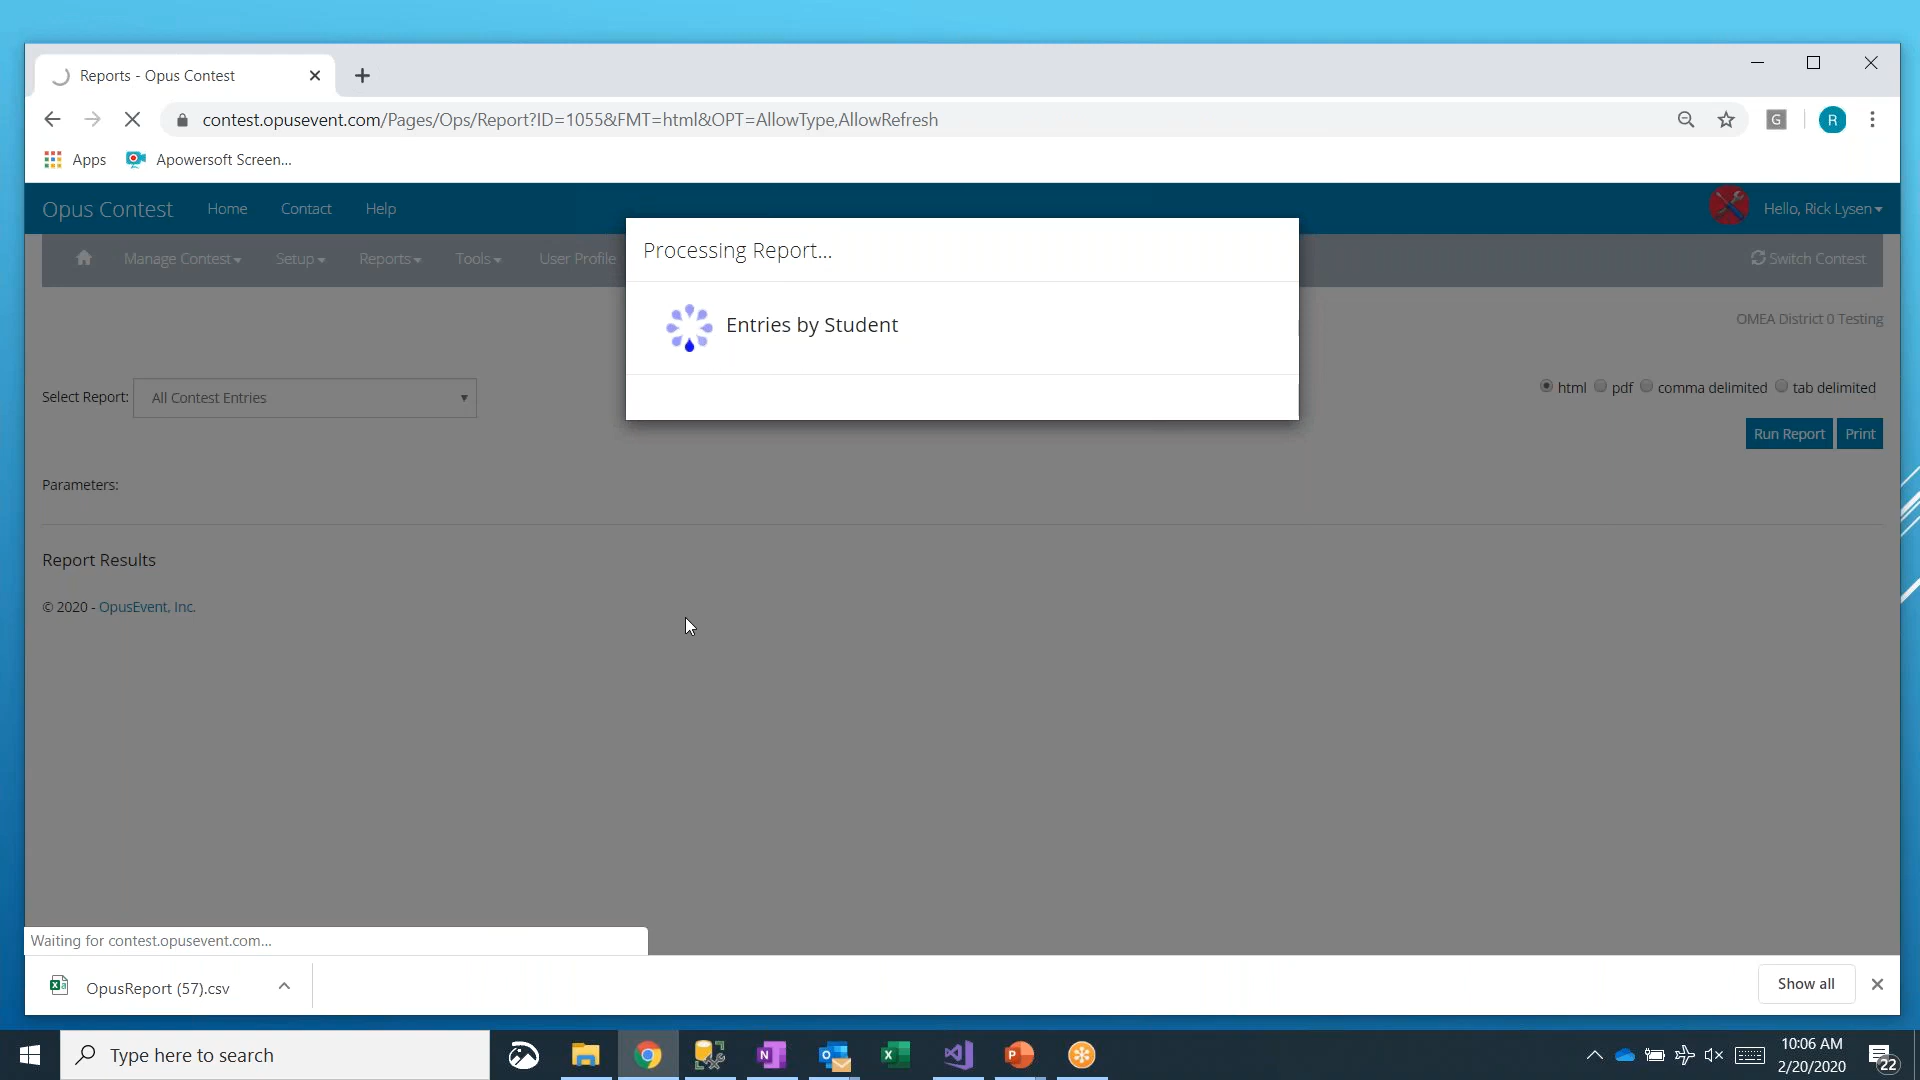 Reports - Opus Contest
contest.opusevent.com/Pages/Ops/Report?ID=1055&FMT=html&OPT=AllowType,AllowRefresh
G
R
Apps
Apowersoft Screen...
Opus Contest
Home
Contact
Help
Hello, Rick Lysen
Manage Contest
Setup
Reports
Tools
User Profile
Switch Contest
Processing Report...
Entries by Student
OMEA District 0 Testing
Select Report:
All Contest Entries
html
pdf
comma delimited
tab delimited
Run Report
Print
Parameters:
Report Results
© 2020 - OpusEvent, Inc.
Waiting for contest.opusevent.com...
OpusReport (57).csv
Show all
Type here to search
10:06 AM
2/20/2020
22